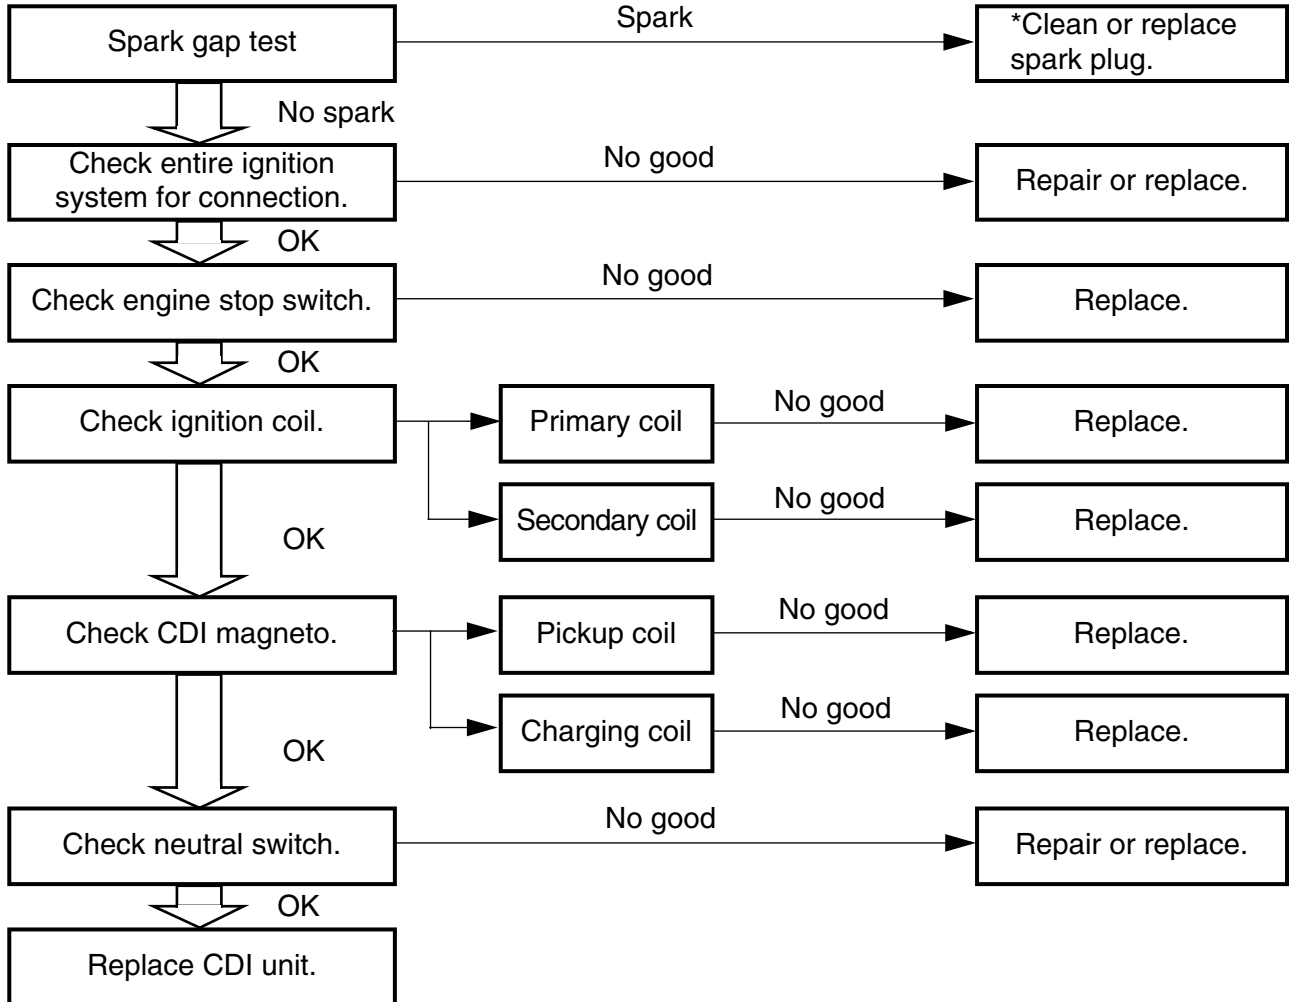 Spark gap test
Spark
*Clean or replace
spark plug.
No spark
Check entire ignition
system for connection.
No good
Repair or replace.
OK
Check engine stop switch.
No good
Replace.
OK
Check ignition coil.
Primary coil
No good
Replace.
Secondary coil
No good
Replace.
OK
Check CDI magneto.
Pickup coil
No good
Replace.
Charging coil
No good
Replace.
OK
Check neutral switch.
No good
Repair or replace.
OK
Replace CDI unit.